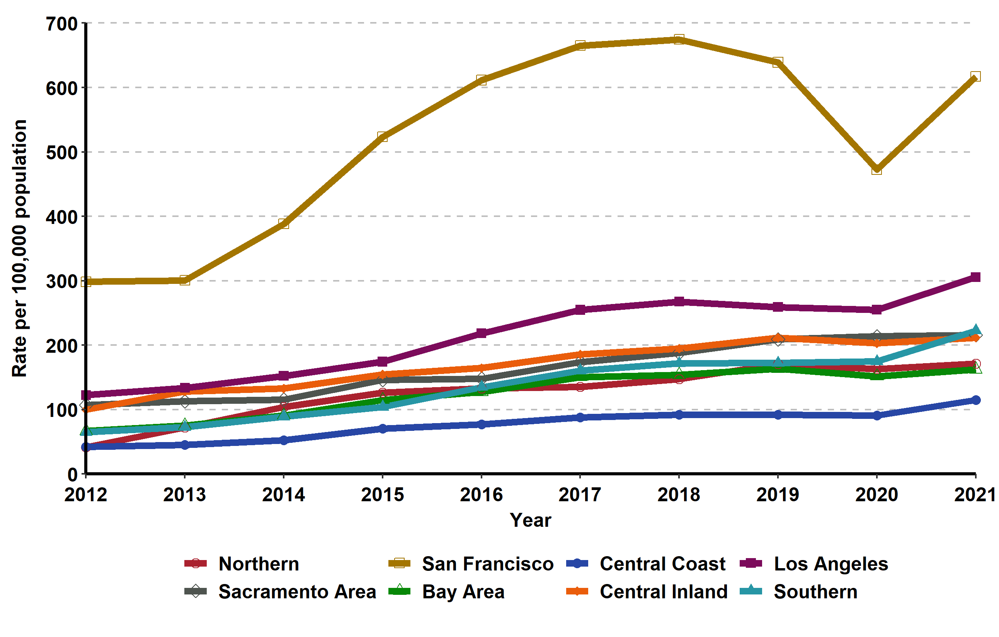 700
600
500
400
300
200
100
0
Rate per 100,000 population
2012 2013 2014 2015 2016 2017 2018 2019 2020 2021
Year
Northern San Francisco Central Coast Los Angeles
Sacramento Area Bay Area Central Inland Southern